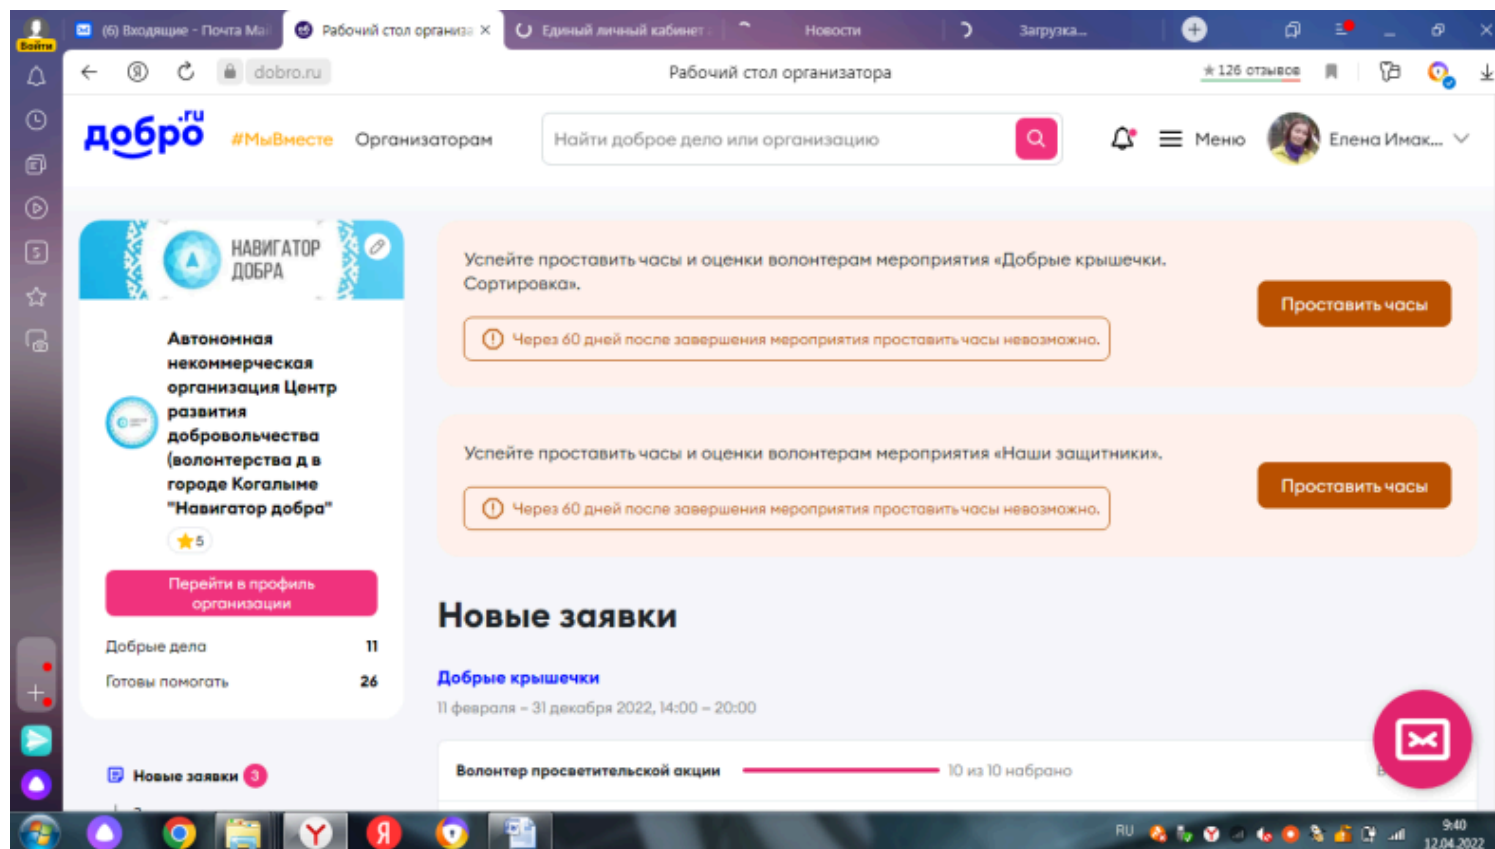 Войти
(6) Входящие - Почта Mai
Рабочий стол организа
Единый личный кабинет
Новости
Загрузка...
dobro.ru
Рабочий стол организатора
126 отзывов
добро.ru
#МыВместе
Организаторам
Найти доброе дело или организацию
Меню
Елена Имак...
НАВИГАТОР
ДОБРА
Автономная
некоммерческая
организация Центр
развития
добровольчества
(волонтерства д в
городе Когалыме
"Навигатор добра"
5
Перейти в профиль
организации
Добрые дела 11
Готовы помогать 26
Новые заявки 3
Успейте проставить часы и оценки волонтерам мероприятия «Добрые крышечки.
Сортировка».
Через 60 дней после завершения мероприятия проставить часы невозможно.
Проставить часы
Успейте проставить часы и оценки волонтерам мероприятия «Наши защитники».
Через 60 дней после завершения мероприятия проставить часы невозможно.
Проставить часы
Новые заявки
Добрые крышечки
11 февраля – 31 декабря 2022, 14:00 – 20:00
Волонтер просветительской акции
10 из 10 набрано
RU
9:40
12.04.2022